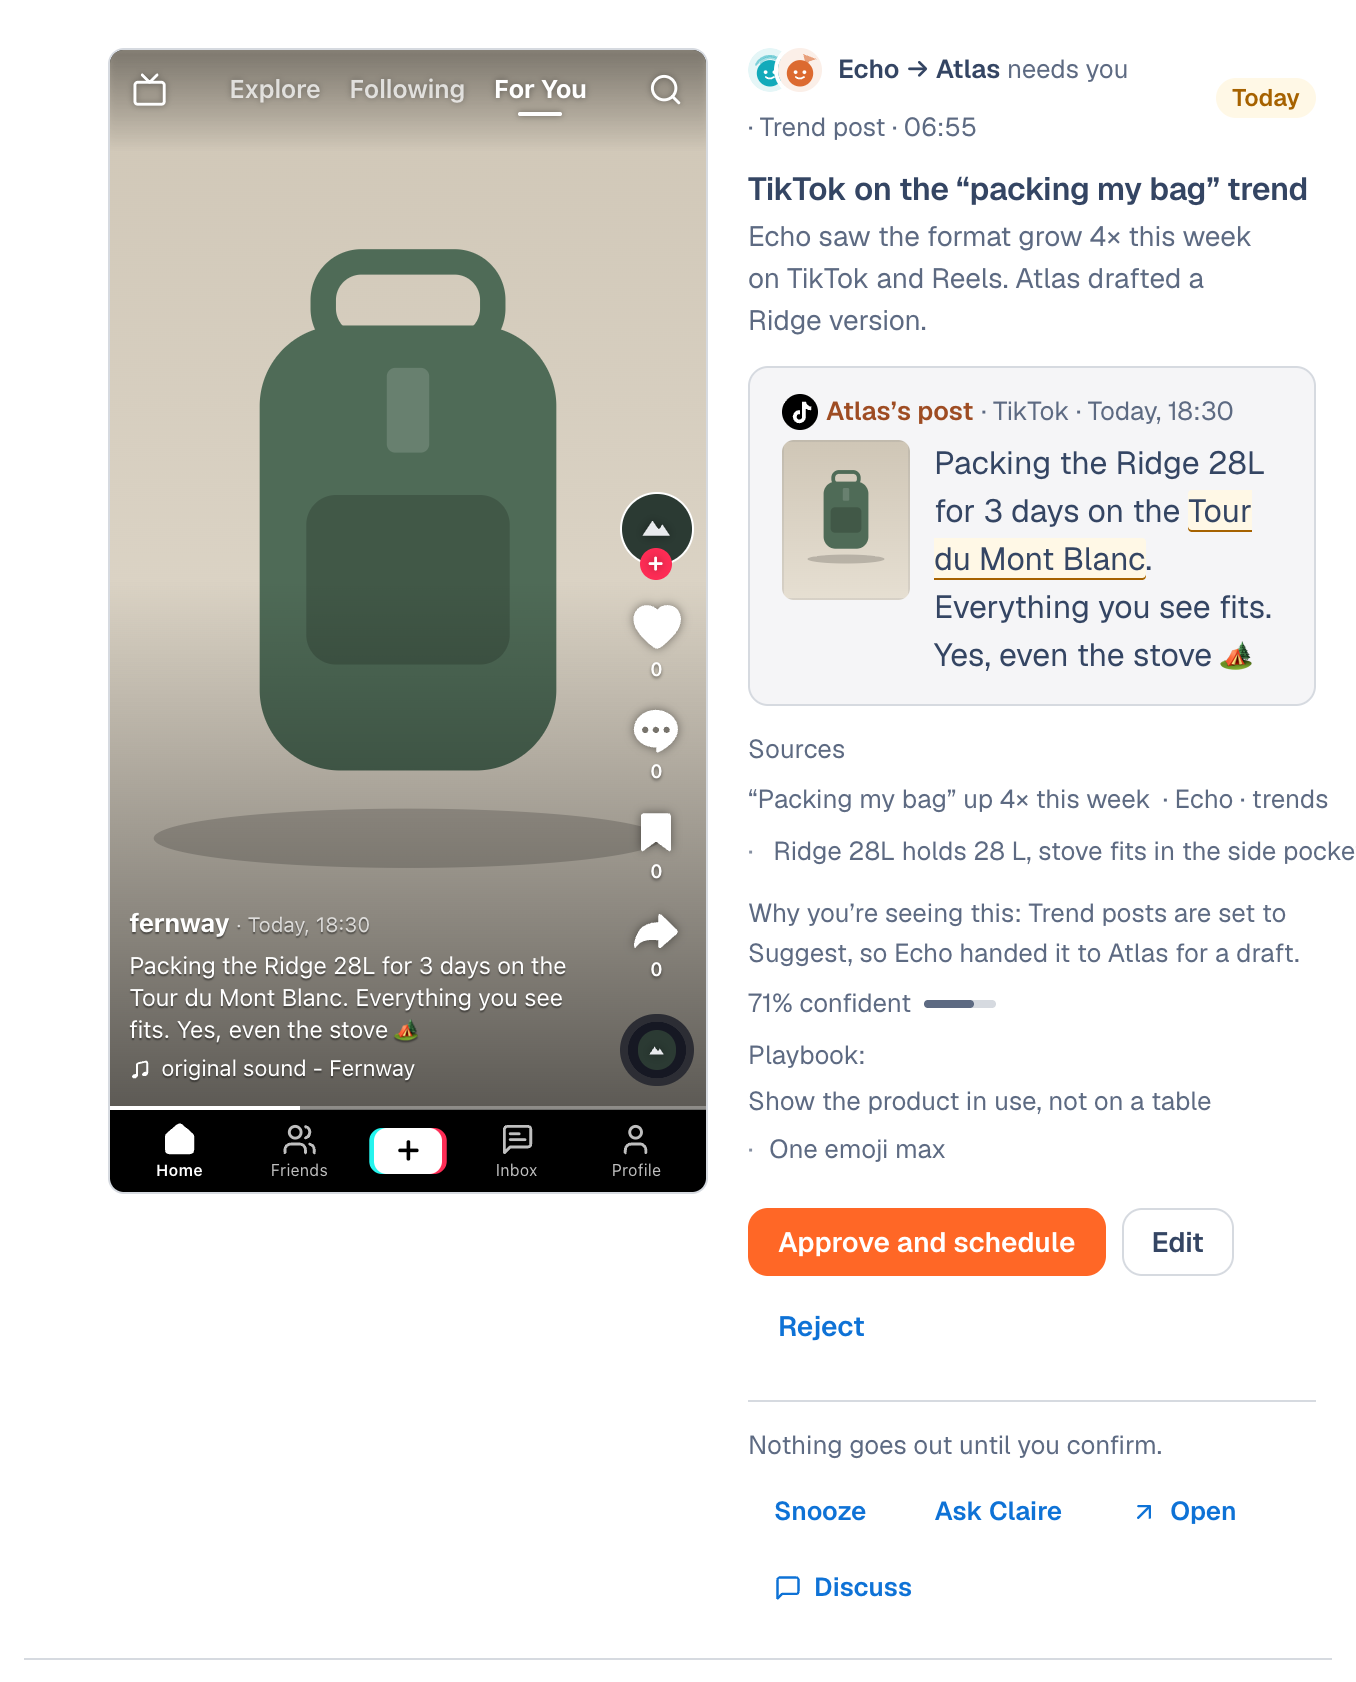 Explore Following For You
fernway · Today, 18:30
Packing the Ridge 28L for 3 days on the
Tour du Mont Blanc. Everything you see
fits. Yes, even the stove 🏕️
original sound - Fernway
0
0
0
0
Home Friends Inbox Profile
Echo → Atlas needs you
· Trend post · 06:55
Today
TikTok on the “packing my bag” trend
Echo saw the format grow 4× this week
on TikTok and Reels. Atlas drafted a
Ridge version.
Atlas’s post · TikTok · Today, 18:30
Packing the Ridge 28L
for 3 days on the Tour
du Mont Blanc.
Everything you see fits.
Yes, even the stove 🏕️
Sources
“Packing my bag” up 4× this week · Echo · trends
· Ridge 28L holds 28 L, stove fits in the side pocke
Why you’re seeing this: Trend posts are set to
Suggest, so Echo handed it to Atlas for a draft.
71% confident
Playbook:
Show the product in use, not on a table
· One emoji max
Approve and schedule Edit
Reject
Nothing goes out until you confirm.
Snooze Ask Claire Open
Discuss